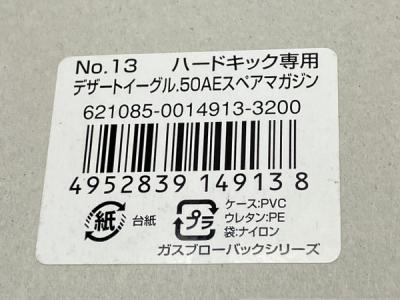 No.13 ハードキック専用
デザートイーグル.50AEスペアマガジン
621085-0014913-3200
4952839149138
紙 台紙
プラ
ケース:PVC
ウレタン:PE
袋:ナイロン
ガスブローバックシリーズ